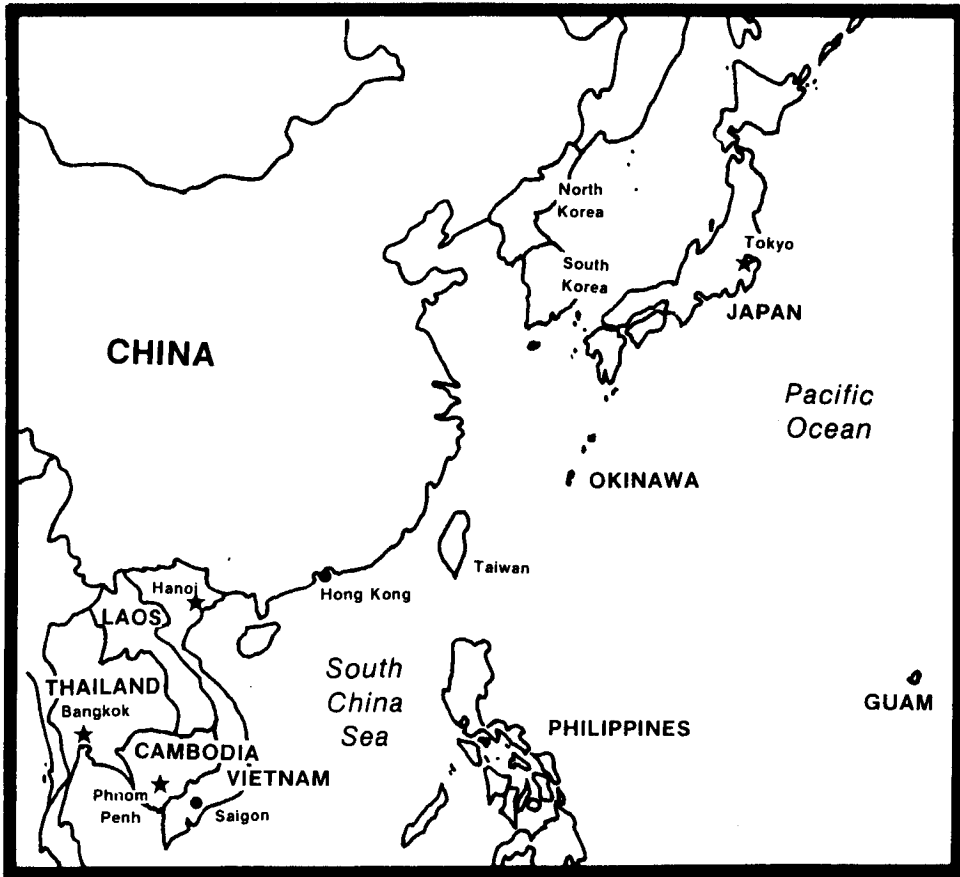 North
Korea
Tokyo
South
Korea
JAPAN
CHINA
Pacific
Ocean
OKINAWA
Taiwan
Hanoi
Hong Kong
LAOS
South
China
Sea
THAILAND
Bangkok
GUAM
PHILIPPINES
CAMBODIA
VIETNAM
Phnom
Penh
Saigon